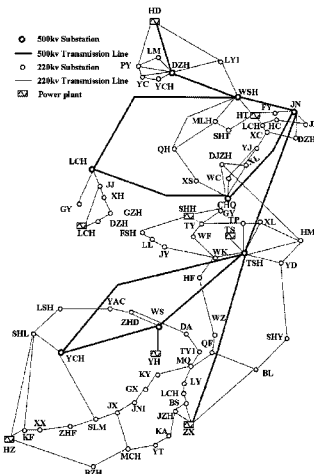 HD
500kv Substation
500kv Transmission Line
220kv Substation
220kv Transmission Line
Power plant
LM
DZH
LYI
PY
YC
YCH
WSH
JN
HT
FY
LCH
HC
XC
DZH
MLH
SHT
QH
DJZH
YJ
XL
WC
XS
CHQ
LCH
JJ
XH
GY
GZH
DZH
LCH
SHH
GY
TY
TP
XL
FSH
WF
TS
LL
JY
WK
TSH
HM
YD
HF
LSH
YAC
WS
ZHD
DA
WZ
SHL
YCH
YH
TYI
QF
SHY
MQ
KY
BL
GX
LY
LCH
JX
JNI
BS
JZH
ZX
HZ
KF
XX
ZHF
SLM
KA
MCH
YT
BZH